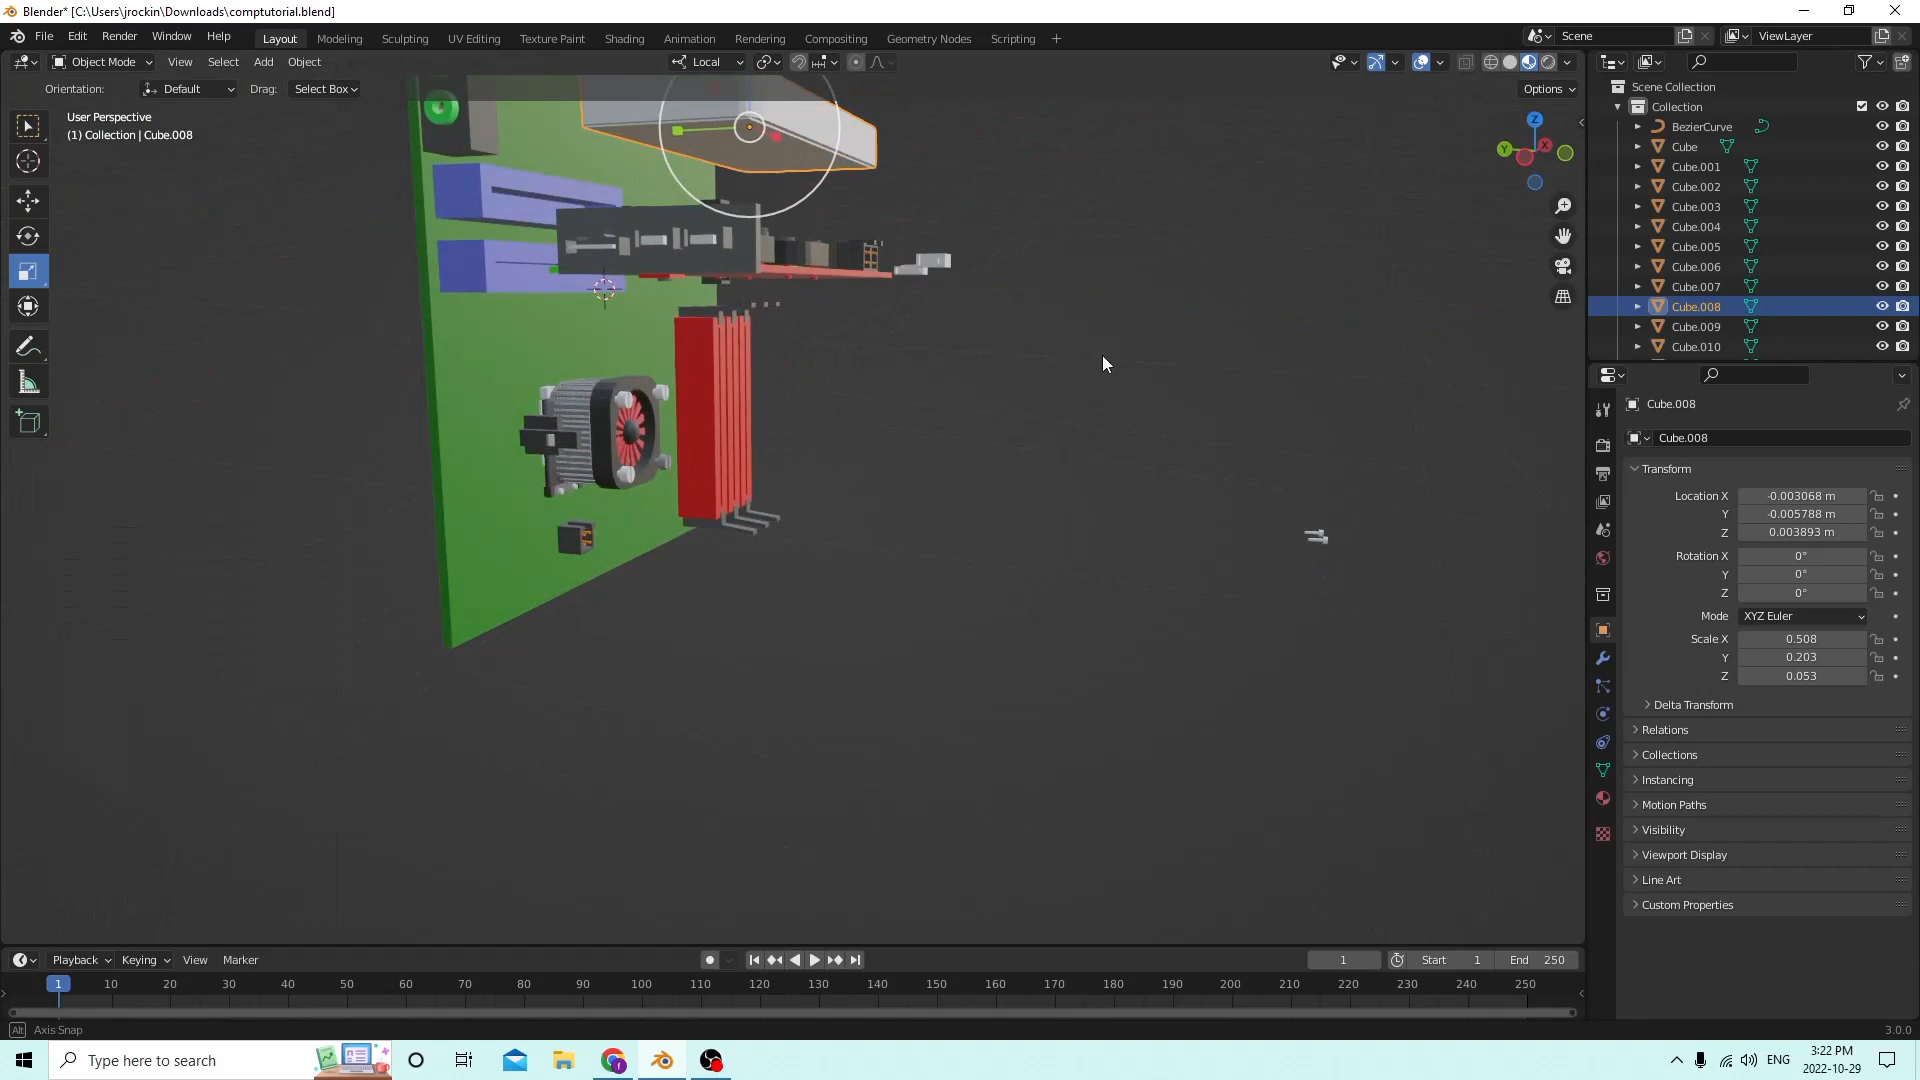 Blender* [C:\Users\jrockin\Downloads\comptutorial.blend]
File Edit Render Window Help Layout Modeling Sculpting UV Editing Texture Paint Shading Animation Rendering Compositing Geometry Nodes Scripting + Scene ViewLayer
Object Mode View Select Add Object Local
Orientation: Default Drag: Select Box Options
User Perspective
(1) Collection | Cube.008
Z
Y X
Scene Collection
Collection
BezierCurve
Cube
Cube.001
Cube.002
Cube.003
Cube.004
Cube.005
Cube.006
Cube.007
Cube.008
Cube.009
Cube.010
Cube.008
Cube.008
Transform
Location X -0.003068 m
Y -0.005788 m
Z 0.003893 m
Rotation X 0°
Y 0°
Z 0°
Mode XYZ Euler
Scale X 0.508
Y 0.203
Z 0.053
Delta Transform
Relations
Collections
Instancing
Motion Paths
Visibility
Viewport Display
Line Art
Custom Properties
Playback Keying View Marker 1 Start 1 End 250
1 10 20 30 40 50 60 70 80 90 100 110 120 130 140 150 160 170 180 190 200 210 220 230 240 250
Alt Axis Snap 3.0.0
Type here to search
ENG
3:22 PM
2022-10-29